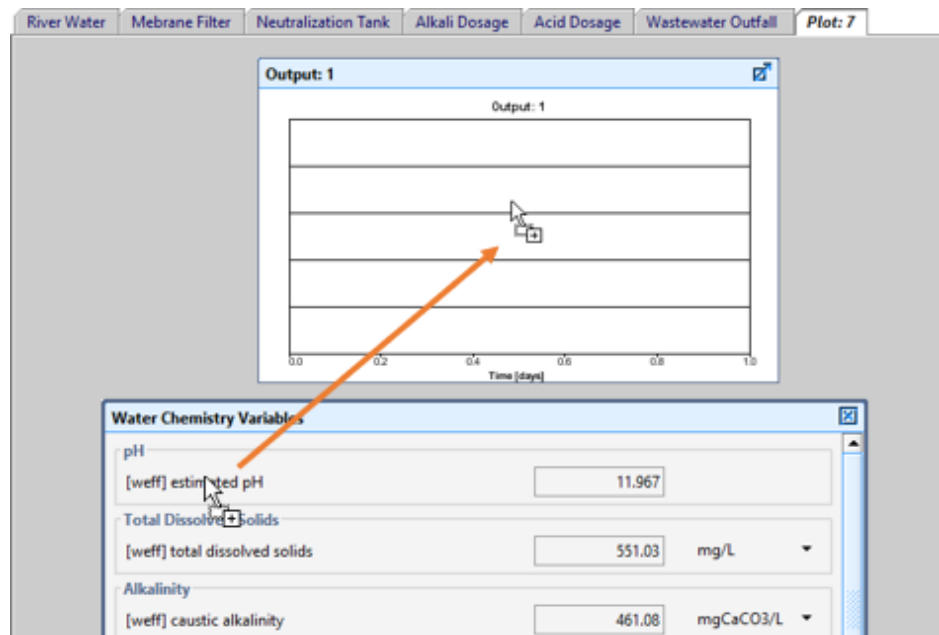 River Water Mebrane Filter Neutralization Tank Alkali Dosage Acid Dosage Wastewater Outfall Plot: 7
Output: 1
Output: 1
0.0 0.2 0.4 0.6 0.8 1.0
Time [days]
Water Chemistry Variables
pH
[weff] estimated pH 11.967
Total Dissolved Solids
[weff] total dissolved solids 551.03 mg/L
Alkalinity
[weff] caustic alkalinity 461.08 mgCaCO3/L